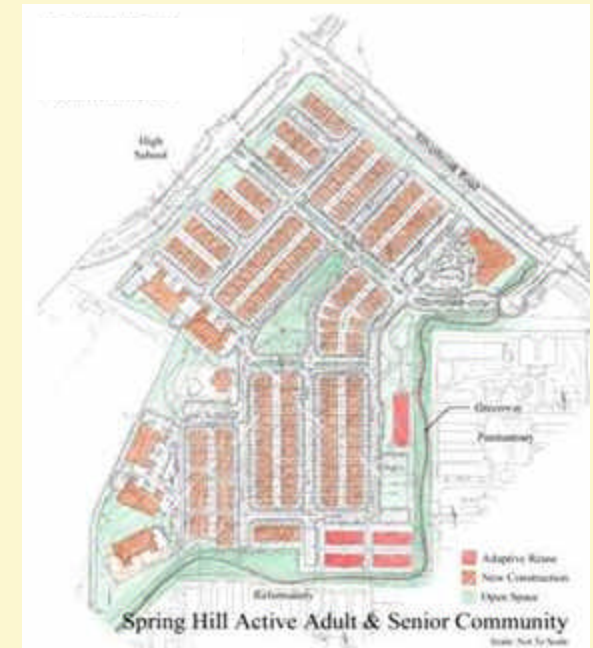 High
School
Greenway
Penitentiary
Reformatory
Adaptive Reuse
New Construction
Open Space
Spring Hill Active Adult & Senior Community
Scale: Not To Scale